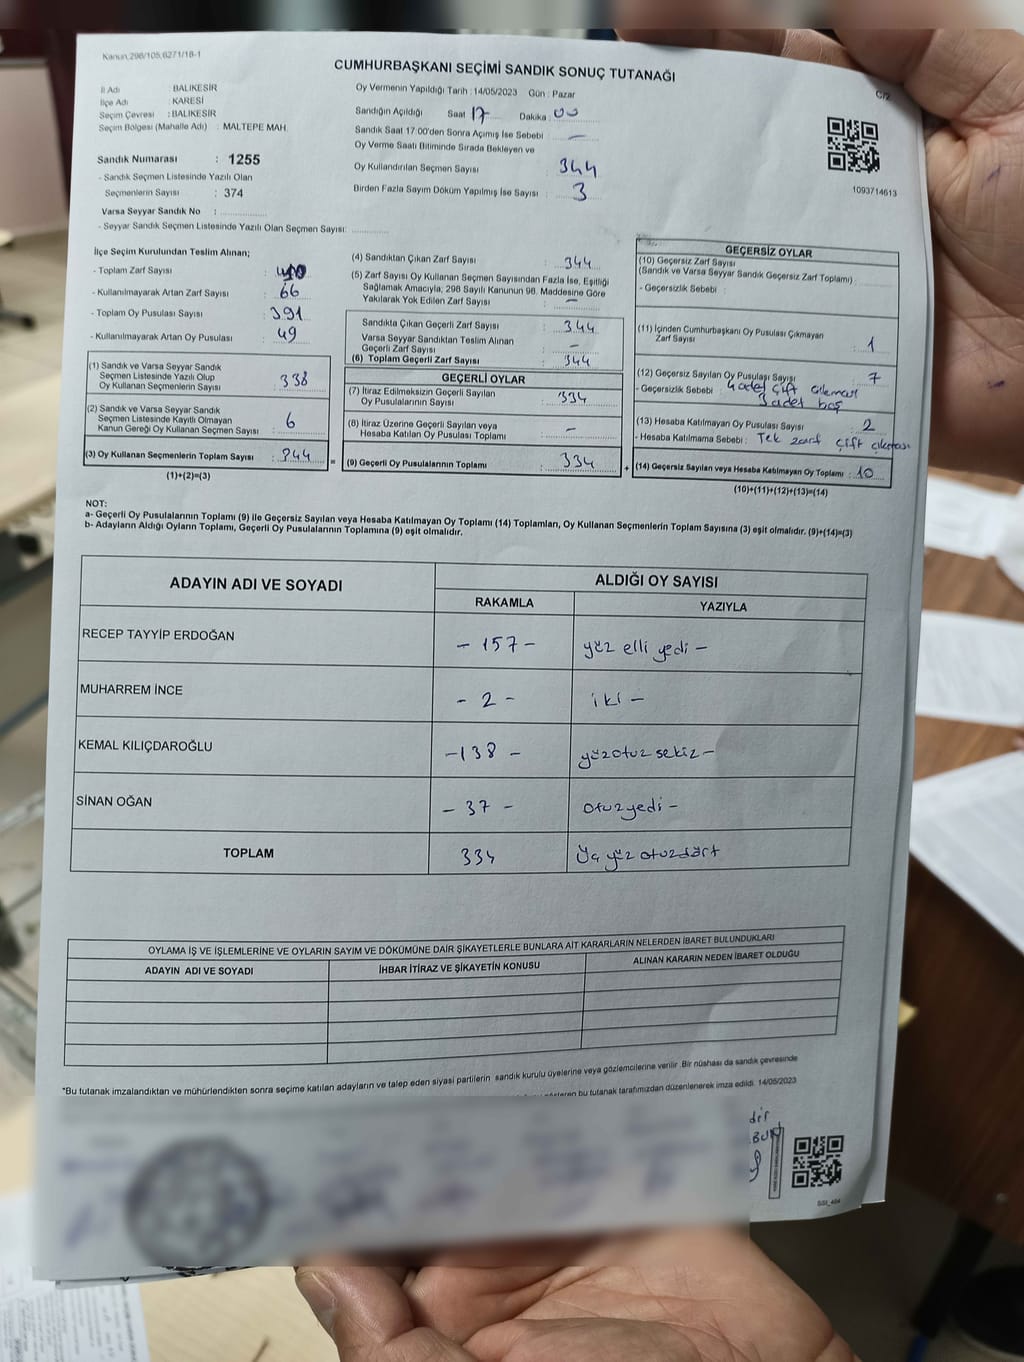 Kanun,298/105,6271/18-1
CUMHURBAŞKANI SEÇİMİ SANDIK SONUÇ TUTANAĞI
C/2
İl Adı : BALIKESİR
İlçe Adı : KARESİ
Seçim Çevresi : BALIKESİR
Seçim Bölgesi (Mahalle Adı) : MALTEPE MAH.
Sandık Numarası : 1255
- Sandık Seçmen Listesinde Yazılı Olan
Seçmenlerin Sayısı : 374
Varsa Seyyar Sandık No :
- Seyyar Sandık Seçmen Listesinde Yazılı Olan Seçmen Sayısı:
Oy Vermenin Yapıldığı Tarih : 14/05/2023 Gün : Pazar
Sandığın Açıldığı Saat 17 Dakika : 00
Sandık Saat 17:00'den Sonra Açımış İse Sebebi : —
Oy Verme Saati Bitiminde Sırada Bekleyen ve
Oy Kullandırılan Seçmen Sayısı : 344
Birden Fazla Sayım Döküm Yapılmış İse Sayısı : 3
1093714613
İlçe Seçim Kurulundan Teslim Alınan;
- Toplam Zarf Sayısı :
- Kullanılmayarak Artan Zarf Sayısı : 66
- Toplam Oy Pusulası Sayısı : 391
- Kullanılmayarak Artan Oy Pusulası : 49
(1) Sandık ve Varsa Seyyar Sandık
Seçmen Listesinde Yazılı Olup
Oy Kullanan Seçmenlerin Sayısı : 338
(2) Sandık ve Varsa Seyyar Sandık
Seçmen Listesinde Kayıtlı Olmayan
Kanun Gereği Oy Kullanan Seçmen Sayısı : 6
(3) Oy Kullanan Seçmenlerin Toplam Sayısı : 344
(1)+(2)=(3)
(4) Sandıktan Çıkan Zarf Sayısı : 344
(5) Zarf Sayısı Oy Kullanan Seçmen Sayısından Fazla İse, Eşitliği
Sağlamak Amacıyla, 298 Sayılı Kanunun 98. Maddesine Göre
Yakılarak Yok Edilen Zarf Sayısı : —
Sandıkta Çıkan Geçerli Zarf Sayısı : 344
Varsa Seyyar Sandıktan Teslim Alınan
Geçerli Zarf Sayısı : —
(6) Toplam Geçerli Zarf Sayısı : 344
GEÇERLİ OYLAR
(7) İtiraz Edilmeksizin Geçerli Sayılan
Oy Pusulalarının Sayısı : 334
(8) İtiraz Üzerine Geçerli Sayılan veya
Hesaba Katılan Oy Pusulası Toplamı : —
= (9) Geçerli Oy Pusulalarının Toplamı : 334 +
GEÇERSİZ OYLAR
(10) Geçersiz Zarf Sayısı
(Sandık ve Varsa Seyyar Sandık Geçersiz Zarf Toplamı) :
- Geçersizlik Sebebi :
(11) İçinden Cumhurbaşkanı Oy Pusulası Çıkmayan
Zarf Sayısı : 1
(12) Geçersiz Sayılan Oy Pusulası Sayısı : 7
- Geçersizlik Sebebi : 4 adet çift
3 adet boş
(13) Hesaba Katılmayan Oy Pusulası Sayısı : 2
- Hesaba Katılmama Sebebi : Tek zarf çift çıkması
(14) Geçersiz Sayılan veya Hesaba Katılmayan Oy Toplamı : 10
(10)+(11)+(12)+(13)=(14)
NOT:
a- Geçerli Oy Pusulalarının Toplamı (9) ile Geçersiz Sayılan veya Hesaba Katılmayan Oy Toplamı (14) Toplamları, Oy Kullanan Seçmenlerin Toplam Sayısına (3) eşit olmalıdır. (9)+(14)=(3)
b- Adayların Aldığı Oyların Toplamı, Geçerli Oy Pusulalarının Toplamına (9) eşit olmalıdır.
ADAYIN ADI VE SOYADI
ALDIĞI OY SAYISI
RAKAMLA YAZIYLA
RECEP TAYYİP ERDOĞAN - 157 - yüz elli yedi -
MUHARREM İNCE - 2 - iki -
KEMAL KILIÇDAROĞLU - 138 - yüzotuz sekiz -
SİNAN OĞAN - 37 - otuzyedi -
TOPLAM 334 Üç yüz otuzdört
OYLAMA İŞ VE İŞLEMLERİNE VE OYLARIN SAYIM VE DÖKÜMÜNE DAİR ŞİKAYETLERLE BUNLARA AİT KARARLARIN NELERDEN İBARET BULUNDUKLARI
ADAYIN ADI VE SOYADI İHBAR İTİRAZ VE ŞİKAYETİN KONUSU ALINAN KARARIN NEDEN İBARET OLDUĞU
*Bu tutanak imzalandıktan ve mühürlendikten sonra seçime katılan adayların ve talep eden siyasi partilerin sandık kurulu üyelerine veya gözlemcilerine verilir .Bir nüshası da sandık çevresinde
bu tutanak tarafımızdan düzenlenerek imza edildi. 14/05/2023